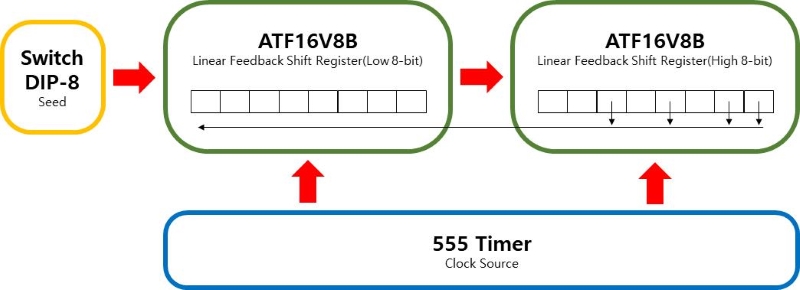 Switch
DIP-8
Seed
ATF16V8B
Linear Feedback Shift Register(Low 8-bit)
ATF16V8B
Linear Feedback Shift Register(High 8-bit)
555 Timer
Clock Source